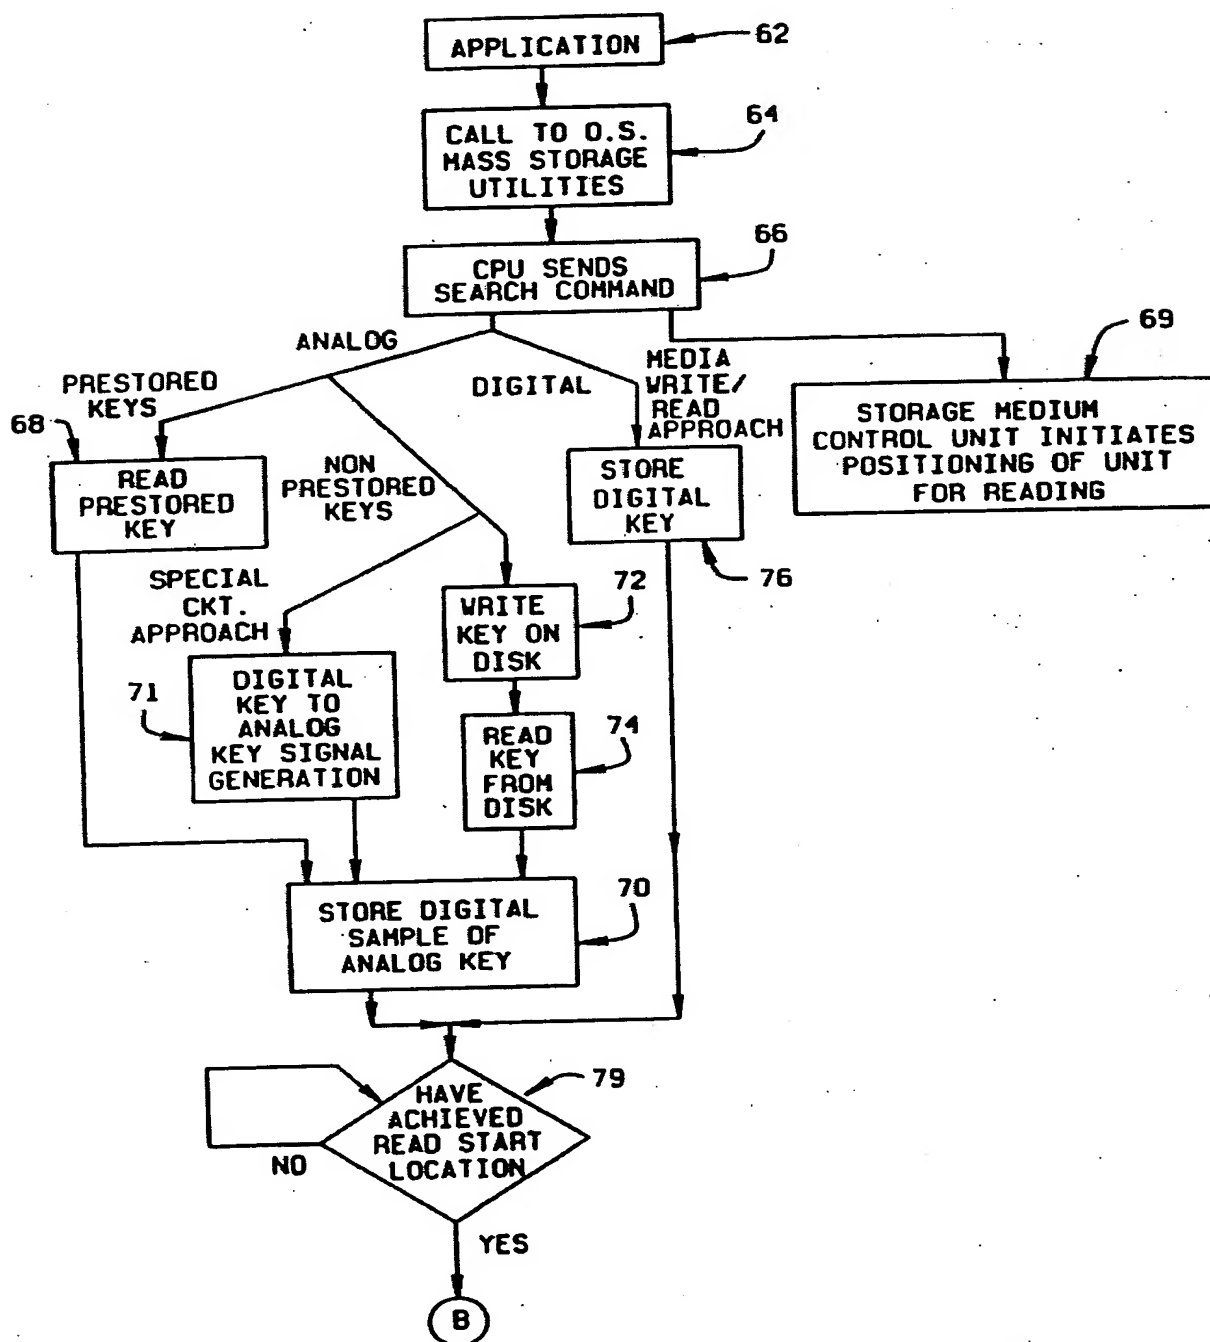 APPLICATION
62
CALL TO O.S.
MASS STORAGE
UTILITIES
64
CPU SENDS
SEARCH COMMAND
66
ANALOG
DIGITAL
MEDIA
WRITE/
READ
APPROACH
69
STORAGE MEDIUM
CONTROL UNIT INITIATES
POSITIONING OF UNIT
FOR READING
PRESTORED
KEYS
68
READ
PRESTORED
KEY
NON
PRESTORED
KEYS
STORE
DIGITAL
KEY
76
SPECIAL
CKT.
APPROACH
72
WRITE
KEY ON
DISK
71
DIGITAL
KEY TO
ANALOG
KEY SIGNAL
GENERATION
74
READ
KEY
FROM
DISK
70
STORE DIGITAL
SAMPLE OF
ANALOG KEY
79
HAVE
ACHIEVED
READ START
LOCATION
NO
YES
B